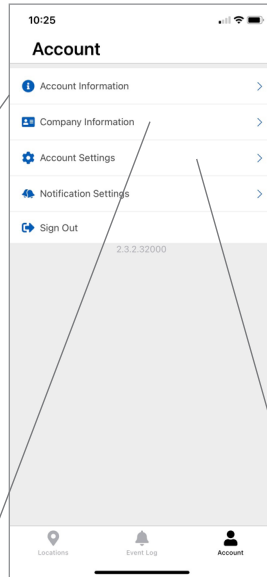 10:25
Account
Account Information
Company Information
Account Settings
Notification Settings
Sign Out
2.3.2.32000
Locations
Event Log
Account